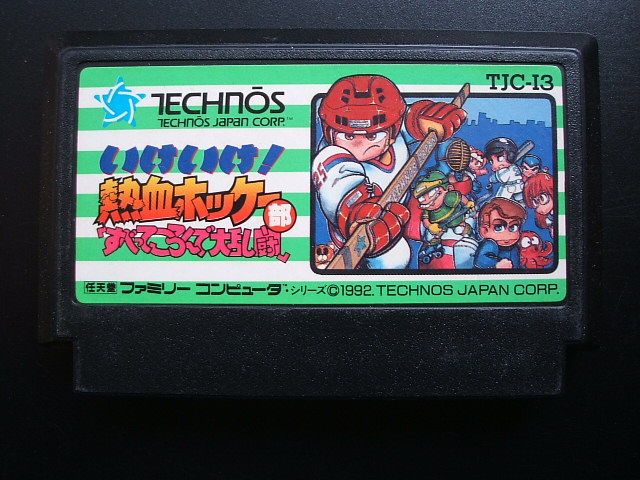 TECHNŌS
TECHNŌS JAPAN CORP.™
TJC-I3
いけいけ!
熱血ホッケー部
「すべってころんで大乱闘」
25
任天堂 ファミリー コンピュータ™・シリーズ©1992. TECHNOS JAPAN CORP.